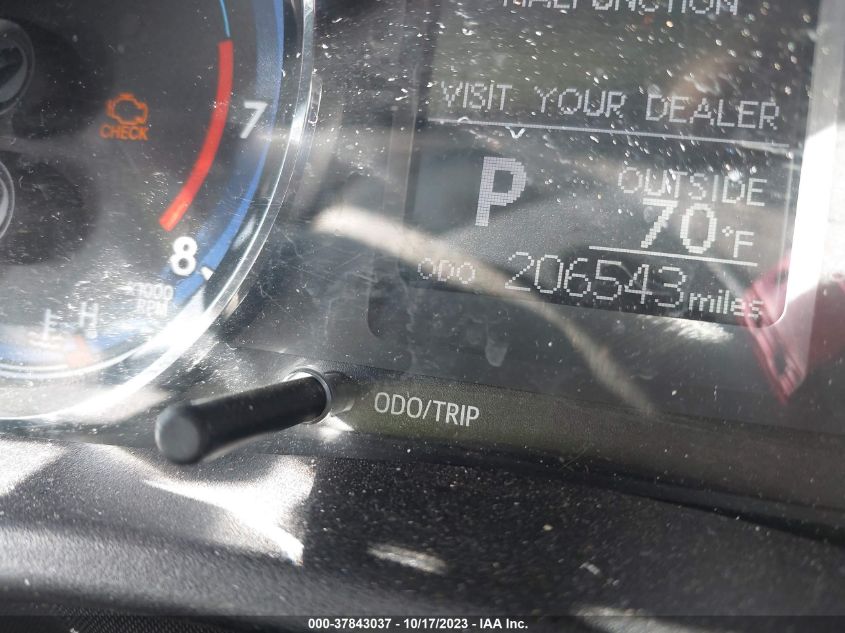 MALFUNCTION
VISIT YOUR DEALER
CHECK
7
P
OUTSIDE
70°F
8
ODO 206543 miles
x1000
RPM
H
ODO/TRIP
000-37843037 - 10/17/2023 - IAA Inc.